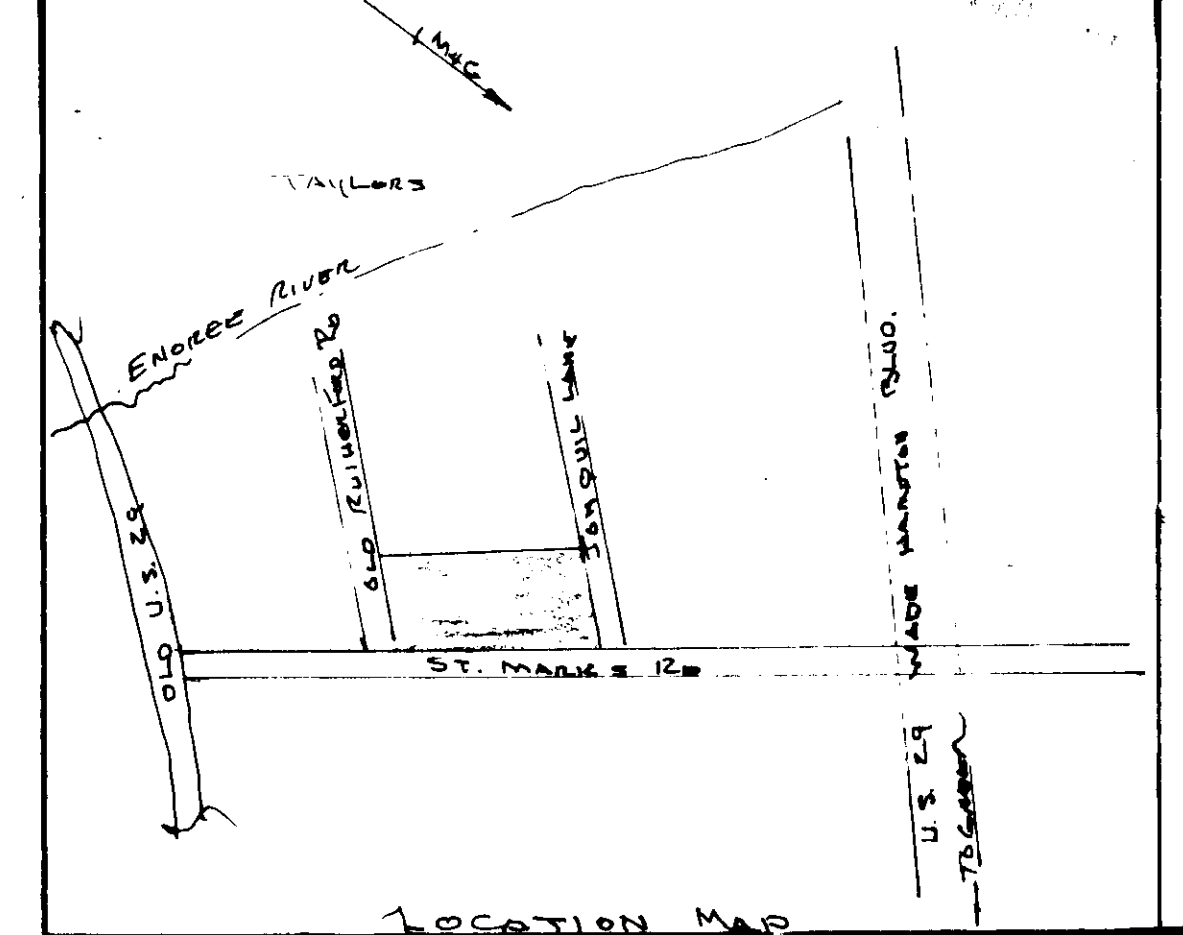 TAYLORS
ENOREE RIVER
OLD RUTHERFORD RD
JONQUIL LANE
WADE HAMPTON BLVD.
OLD U.S. 29
ST. MARKS RD
U.S. 29
TO GREER
LOCATION MAP